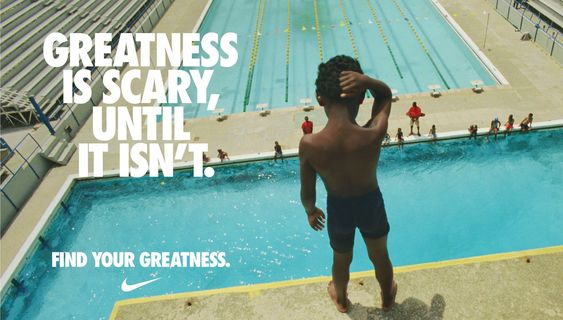 GREATNESS
IS SCARY,
UNTIL
IT ISN'T.
FIND YOUR GREATNESS.